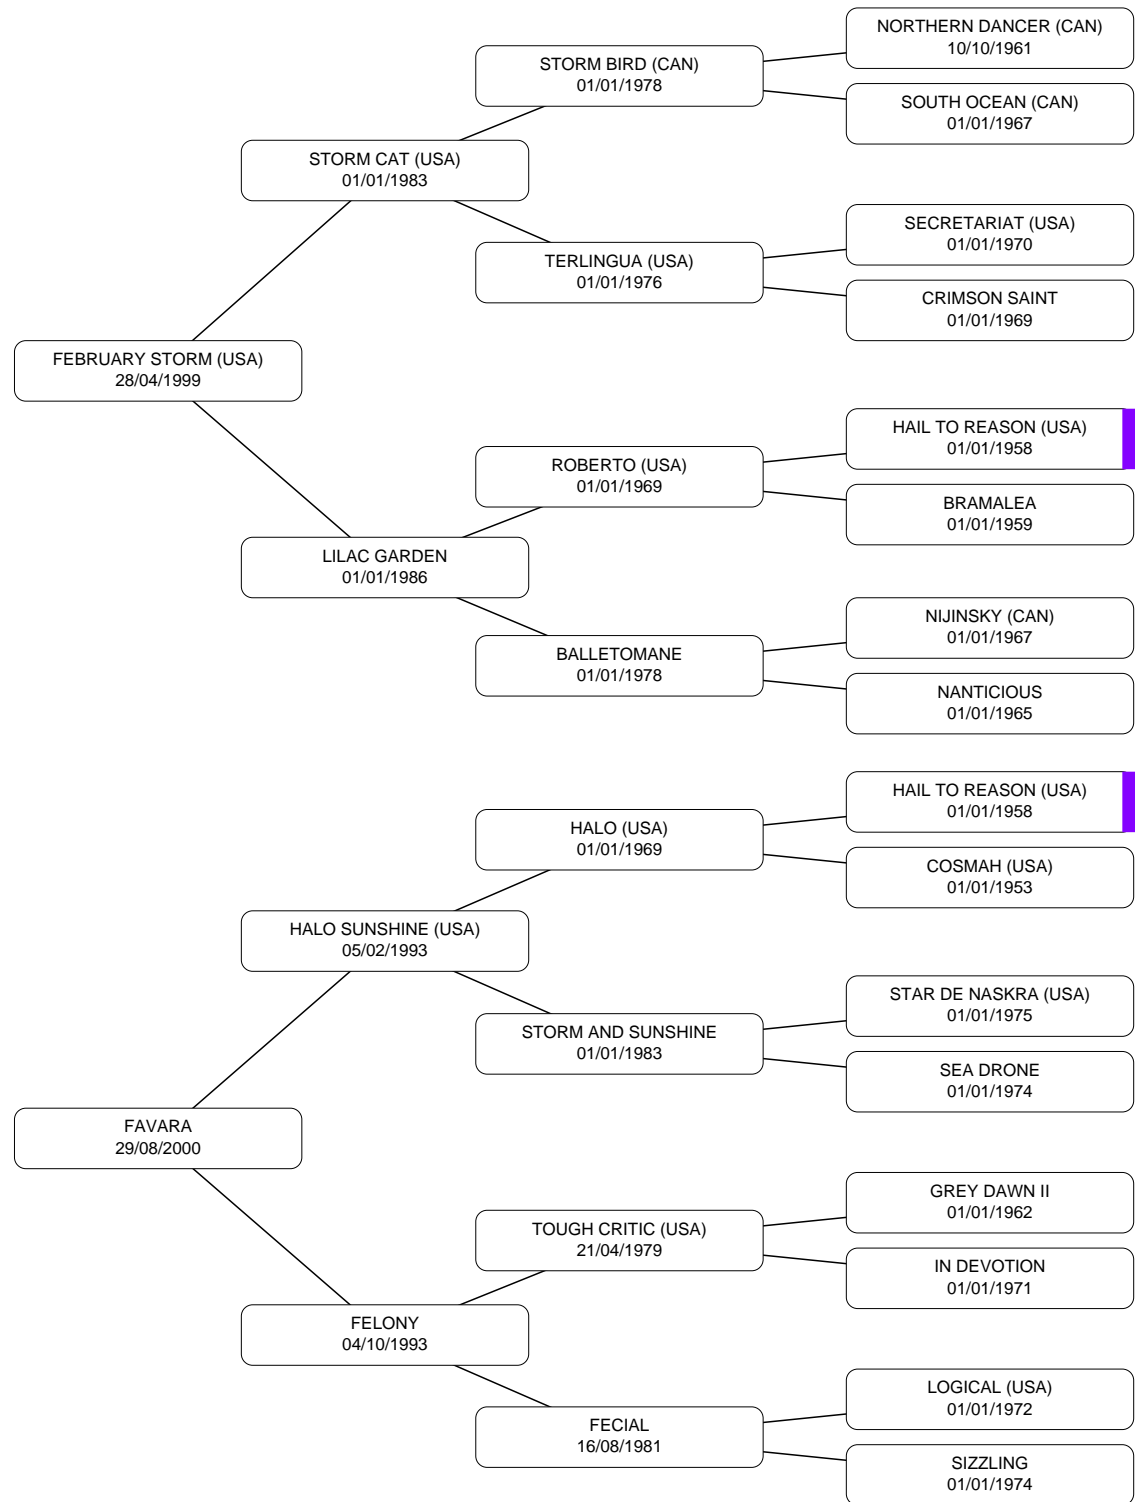 NORTHERN DANCER (CAN)
10/10/1961
STORM BIRD (CAN)
01/01/1978
SOUTH OCEAN (CAN)
01/01/1967
STORM CAT (USA)
01/01/1983
SECRETARIAT (USA)
01/01/1970
TERLINGUA (USA)
01/01/1976
CRIMSON SAINT
01/01/1969
FEBRUARY STORM (USA)
28/04/1999
HAIL TO REASON (USA)
01/01/1958
ROBERTO (USA)
01/01/1969
BRAMALEA
01/01/1959
LILAC GARDEN
01/01/1986
NIJINSKY (CAN)
01/01/1967
BALLETOMANE
01/01/1978
NANTICIOUS
01/01/1965
HAIL TO REASON (USA)
01/01/1958
HALO (USA)
01/01/1969
COSMAH (USA)
01/01/1953
HALO SUNSHINE (USA)
05/02/1993
STAR DE NASKRA (USA)
01/01/1975
STORM AND SUNSHINE
01/01/1983
SEA DRONE
01/01/1974
FAVARA
29/08/2000
GREY DAWN II
01/01/1962
TOUGH CRITIC (USA)
21/04/1979
IN DEVOTION
01/01/1971
FELONY
04/10/1993
LOGICAL (USA)
01/01/1972
FECIAL
16/08/1981
SIZZLING
01/01/1974